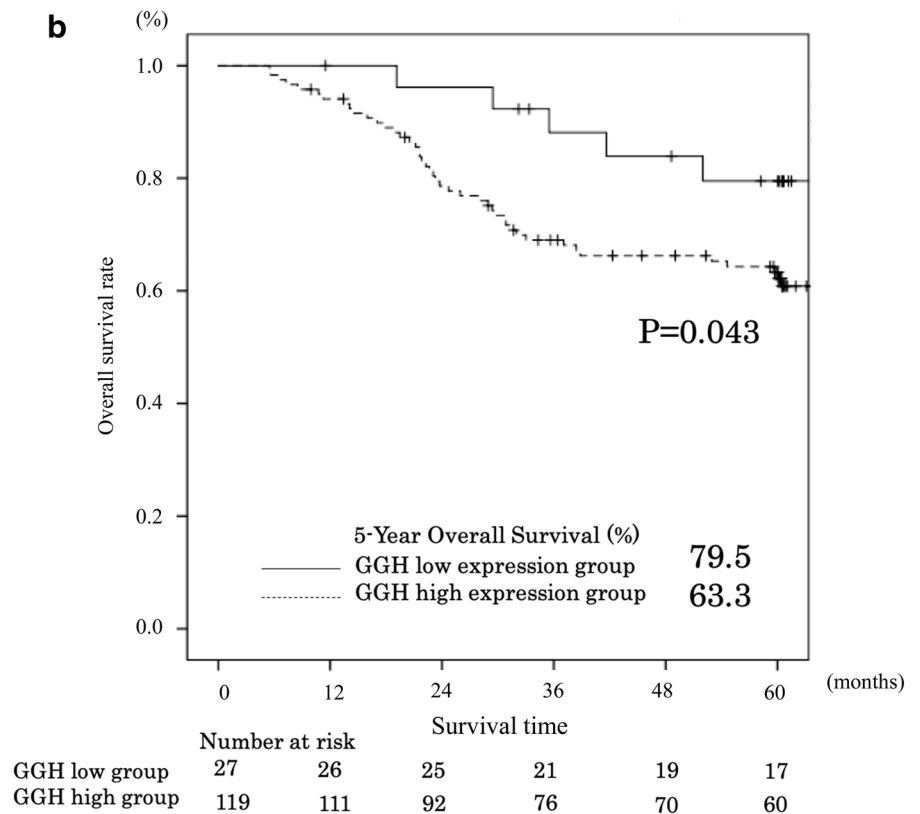 b
(%)
1.0
0.8
0.6
0.4
0.2
0.0
Overall survival rate
P=0.043
5-Year Overall Survival (%)
GGH low expression group 79.5
GGH high expression group 63.3
0 12 24 36 48 60 (months)
Survival time
Number at risk
GGH low group 27 26 25 21 19 17
GGH high group 119 111 92 76 70 60